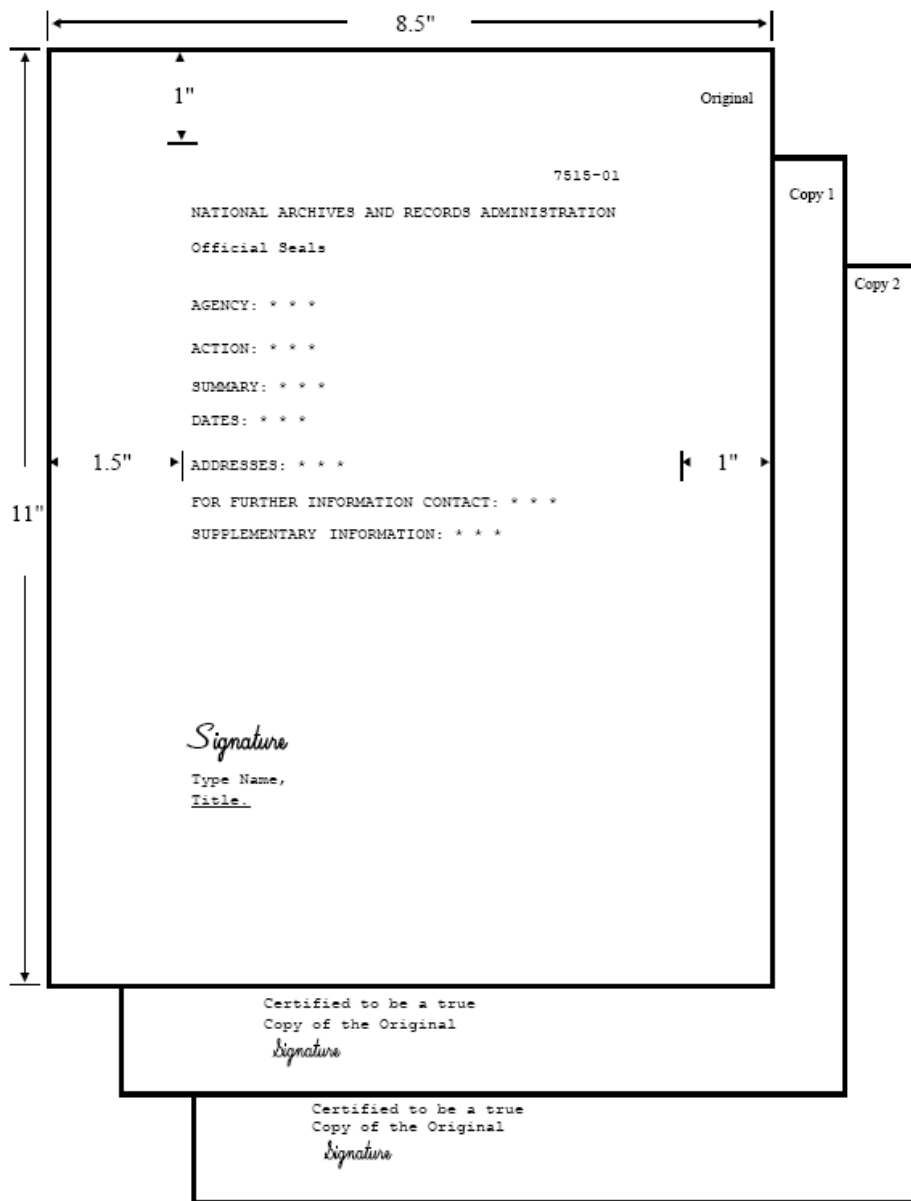 8.5"
1"
Original
7515-01
Copy 1
NATIONAL ARCHIVES AND RECORDS ADMINISTRATION
Official Seals
Copy 2
AGENCY: * * *
ACTION: * * *
SUMMARY: * * *
DATES: * * *
1.5"
ADDRESSES: * * *
1"
FOR FURTHER INFORMATION CONTACT: * * *
11"
SUPPLEMENTARY INFORMATION: * * *
Signature
Type Name,
Title.
Certified to be a true
Copy of the Original
Signature
Certified to be a true
Copy of the Original
Signature